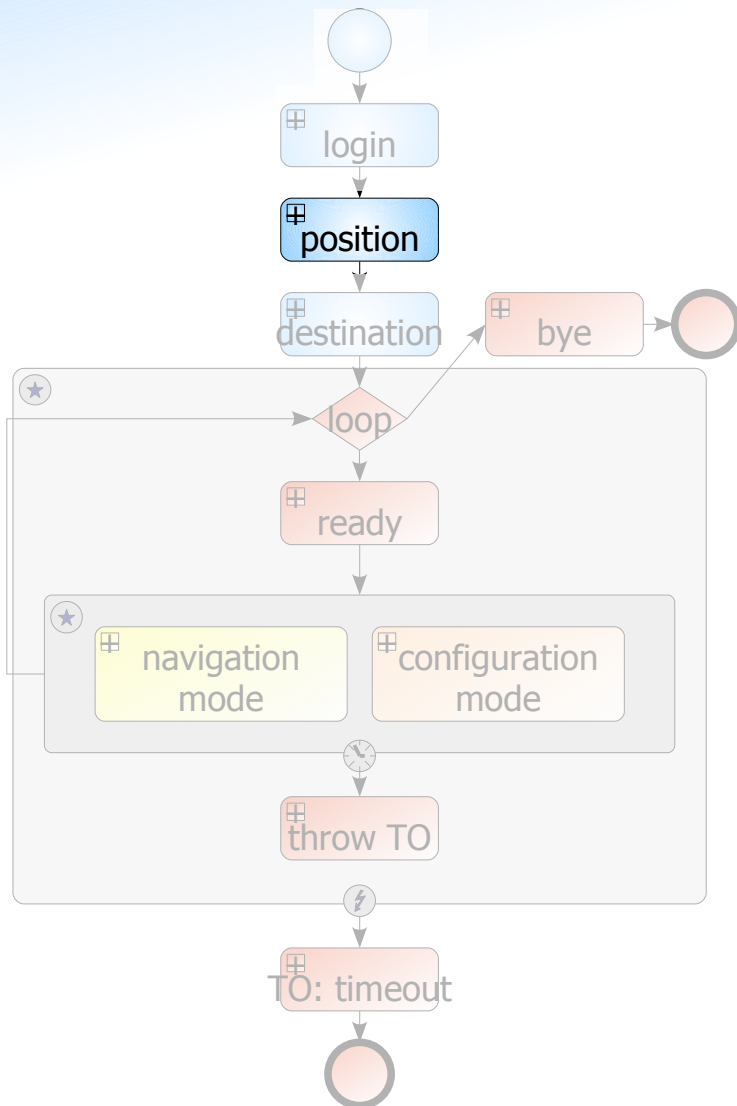 login
position
destination
bye
loop
ready
navigation
mode
configuration
mode
throw TO
TO: timeout